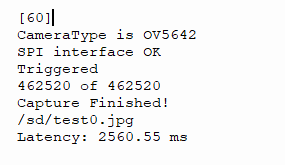 [60]
CameraType is OV5642
SPI interface OK
Triggered
462520 of 462520
Capture Finished!
/sd/test0.jpg
Latency: 2560.55 ms